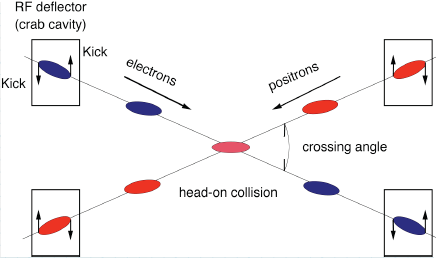 RF deflector
(crab cavity)
Kick
Kick
electrons
positrons
crossing angle
head-on collision